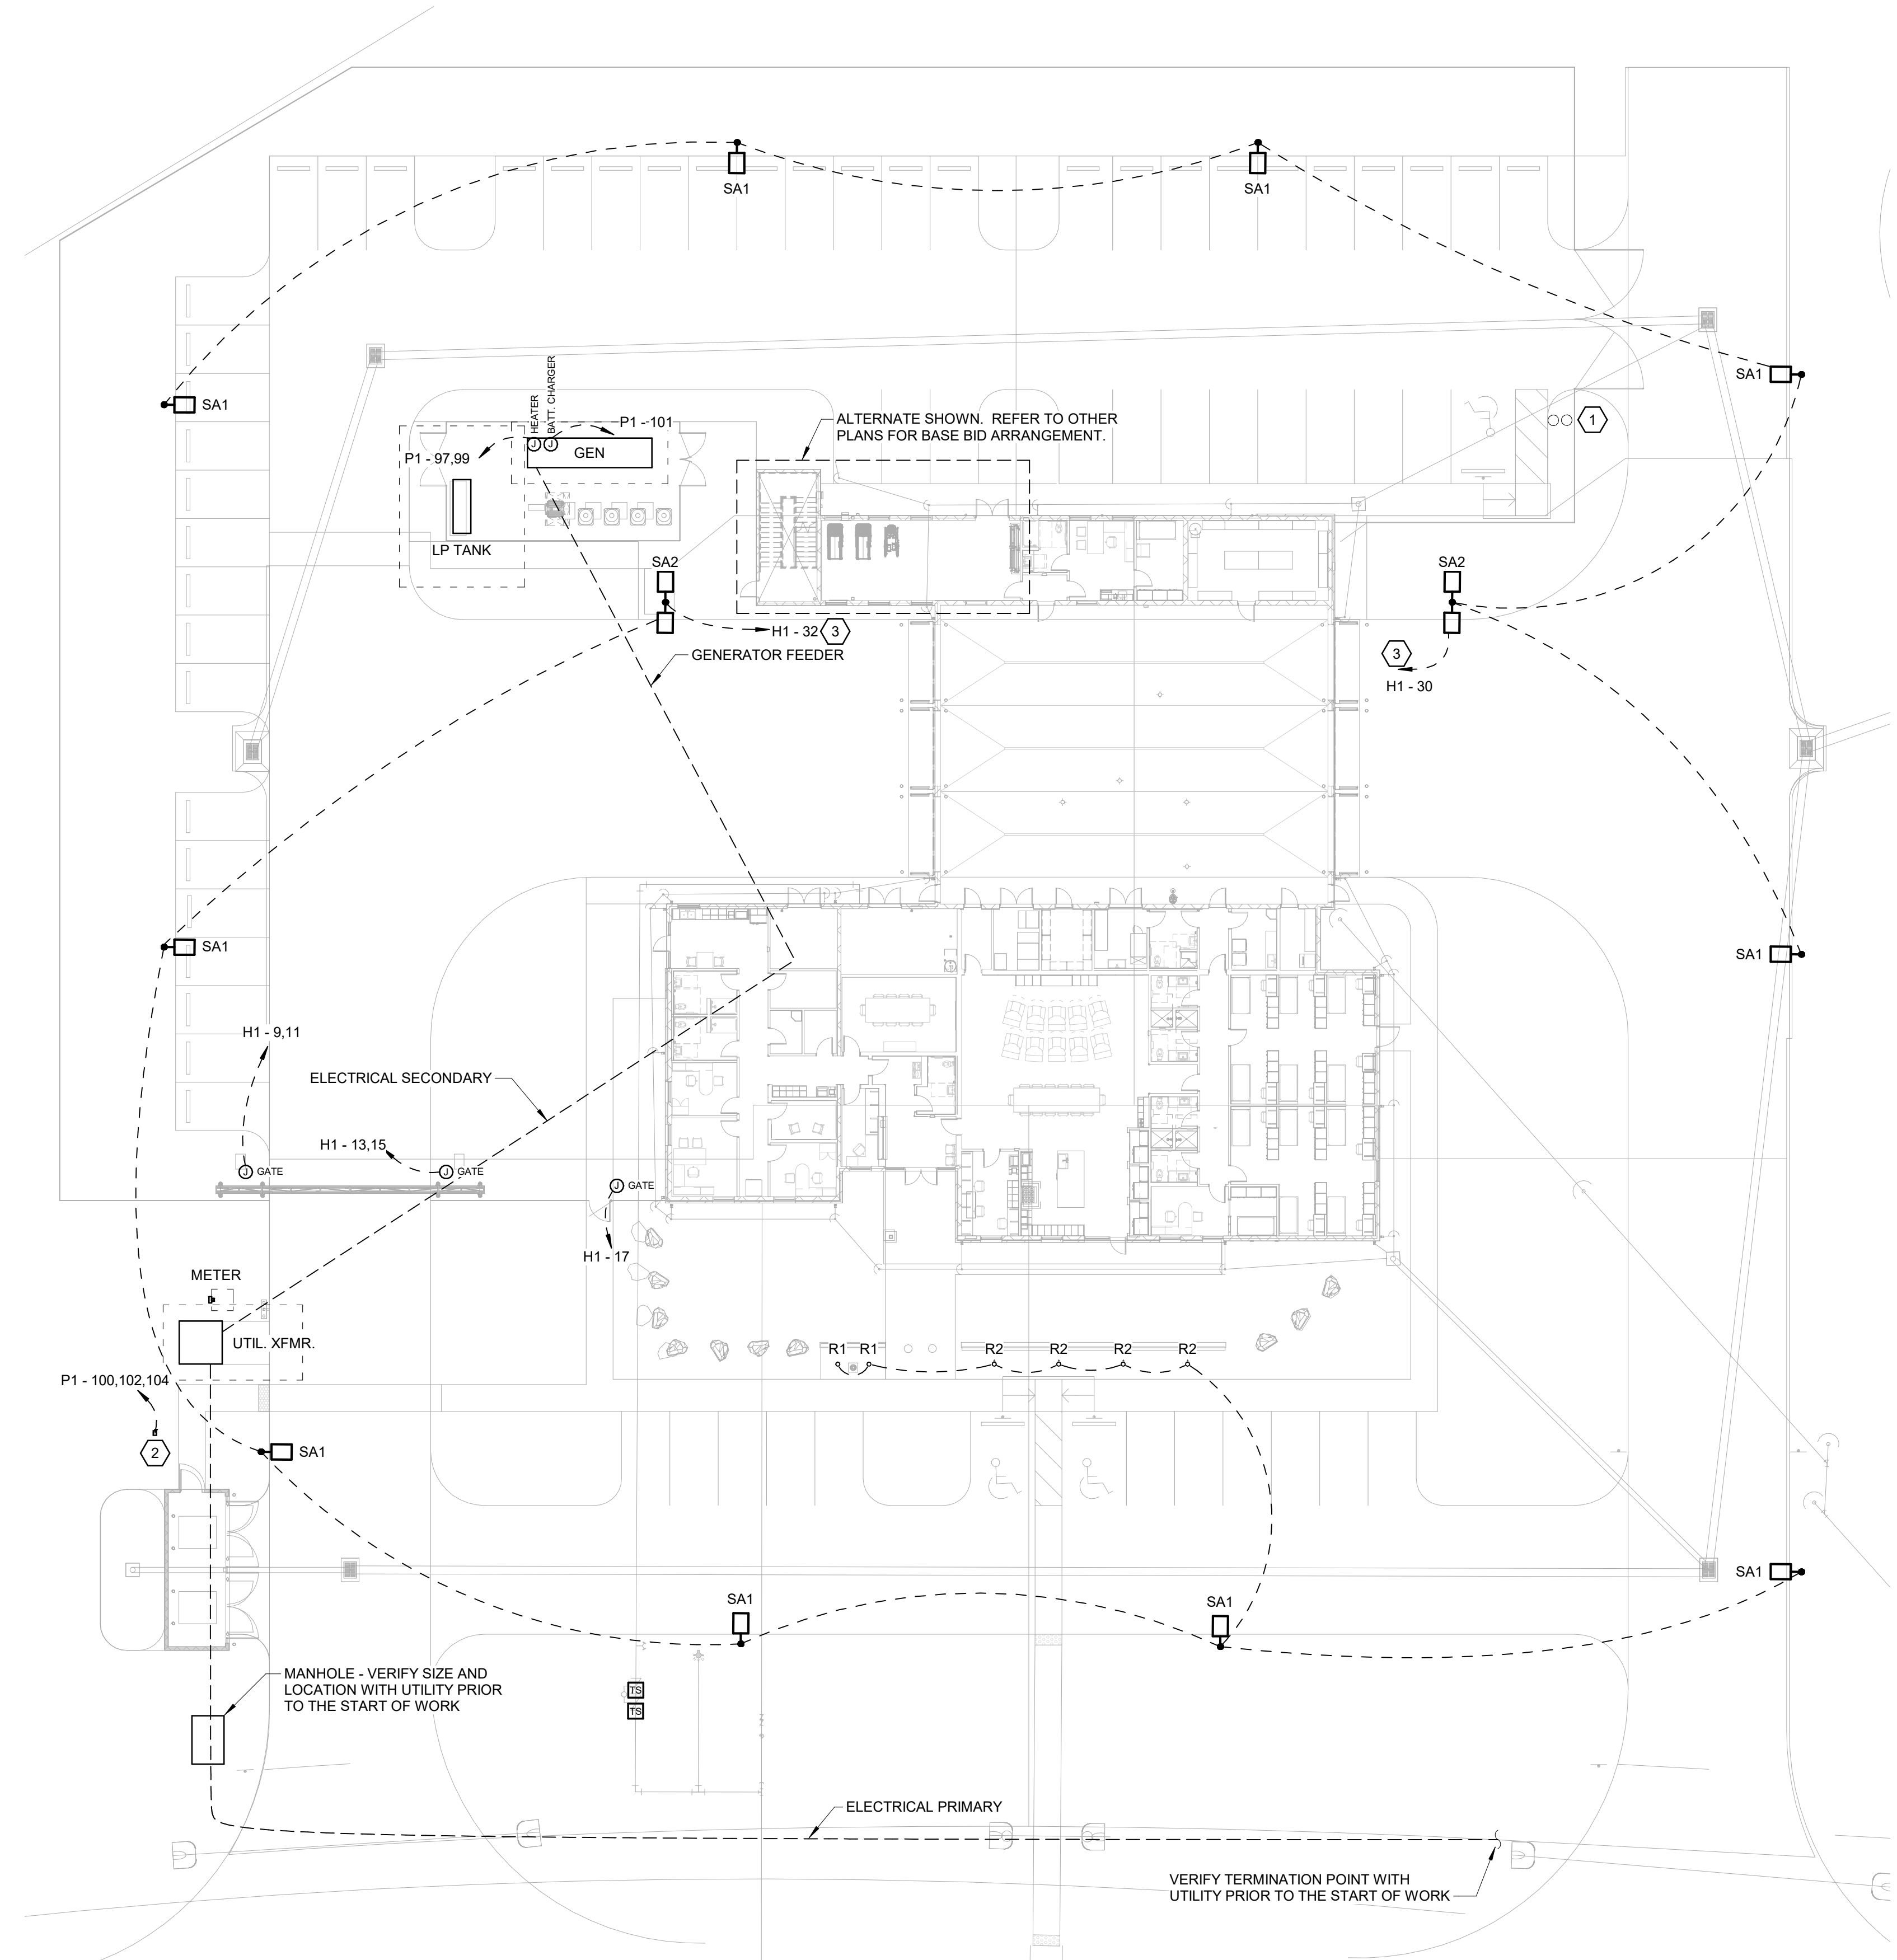 SA1
SA1
SA1
SA1
HEATER
BATT. CHARGER
P1 - 101
J
J
GEN
P1 - 97,99
LP TANK
ALTERNATE SHOWN. REFER TO OTHER
PLANS FOR BASE BID ARRANGEMENT.
1
SA2
SA2
H1 - 32
3
GENERATOR FEEDER
3
H1 - 30
SA1
SA1
H1 - 9,11
ELECTRICAL SECONDARY
H1 - 13,15
J
GATE
J
GATE
J
GATE
H1 - 17
METER
UTIL. XFMR.
R1
R1
R2
R2
R2
R2
P1 - 100,102,104
2
SA1
SA1
SA1
SA1
MANHOLE - VERIFY SIZE AND
LOCATION WITH UTILITY PRIOR
TO THE START OF WORK
TS
TS
ELECTRICAL PRIMARY
VERIFY TERMINATION POINT WITH
UTILITY PRIOR TO THE START OF WORK